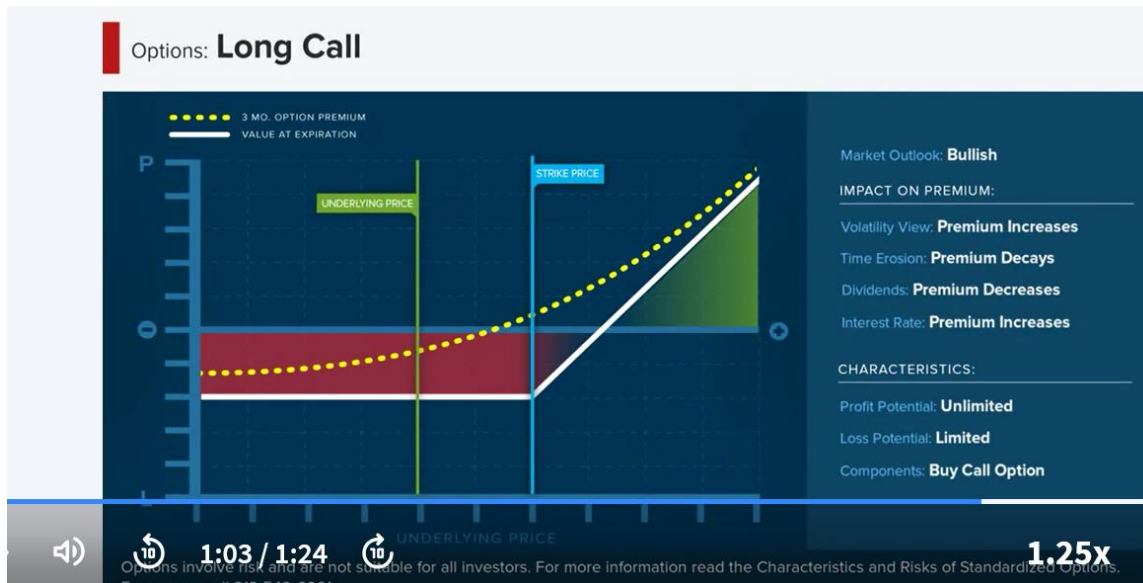 Options: Long Call
3 MO. OPTION PREMIUM
VALUE AT EXPIRATION
P
STRIKE PRICE
UNDERLYING PRICE
Market Outlook: Bullish
IMPACT ON PREMIUM:
Volatility View: Premium Increases
Time Erosion: Premium Decays
Dividends: Premium Decreases
Interest Rate: Premium Increases
CHARACTERISTICS:
Profit Potential: Unlimited
Loss Potential: Limited
Components: Buy Call Option
UNDERLYING PRICE
10 1:03 / 1:24 10 1.25x
Options involve risk and are not suitable for all investors. For more information read the Characteristics and Risks of Standardized Options.